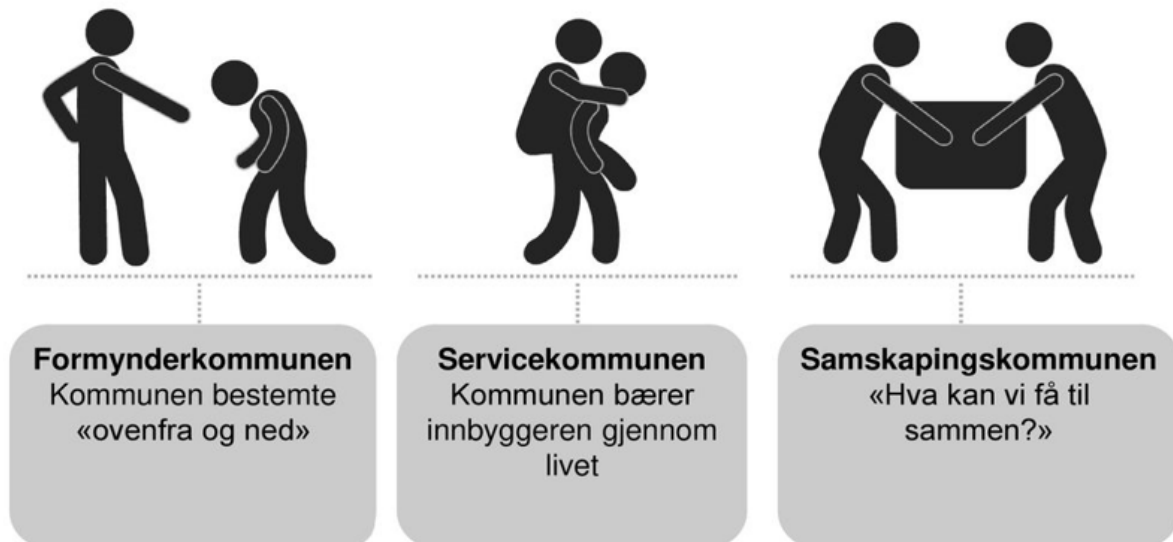 Formynderkommunen
Kommunen bestemte
«ovenfra og ned»
Servicekommunen
Kommunen bærer
innbyggeren gjennom
livet
Samskapingskommunen
«Hva kan vi få til
sammen?»